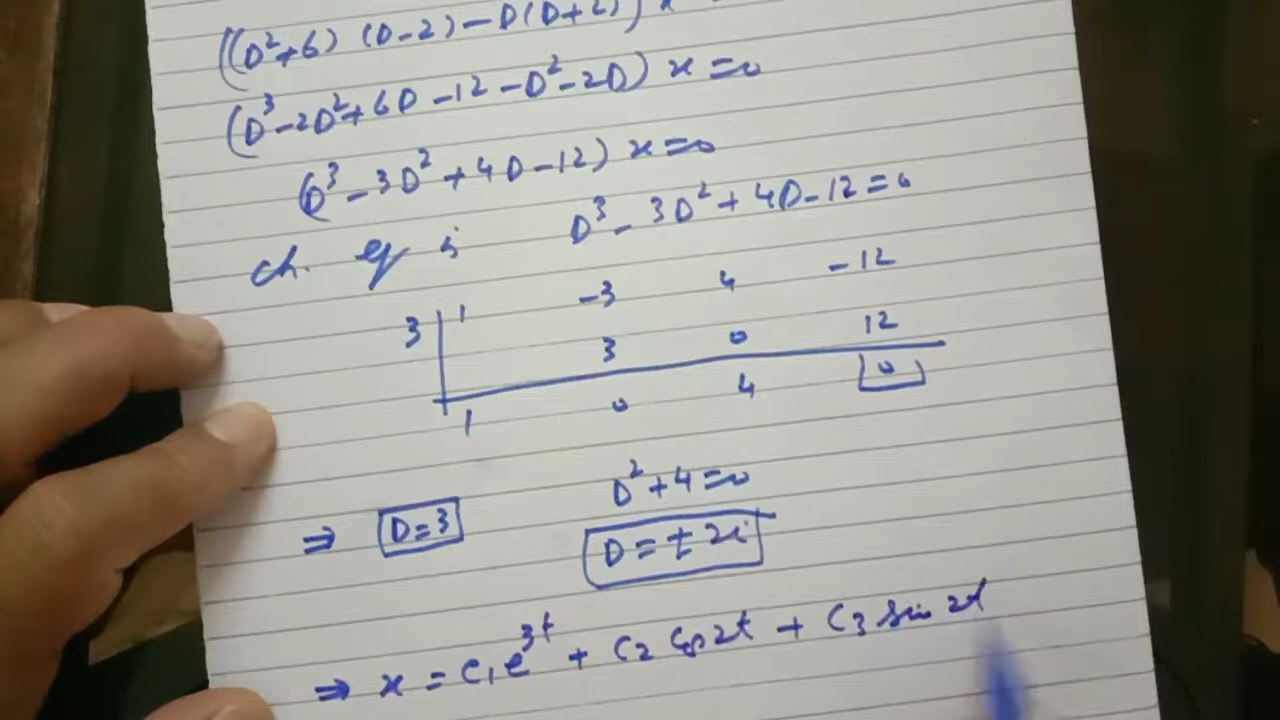 ((D²+6) (D-2) - D(D+2)) x
(D³-2D²+6D-12-D²-2D) x=0
(D³-3D²+4D-12) x=0
ch. eq is D³-3D²+4D-12=0
3 | 1 -3 4 -12
3 0 12
1 0 4 0
D²+4=0
⇒ D=3 D=±2i
⇒ x = c₁e³ᵗ + c₂ cos 2t + c₃ sin 2t